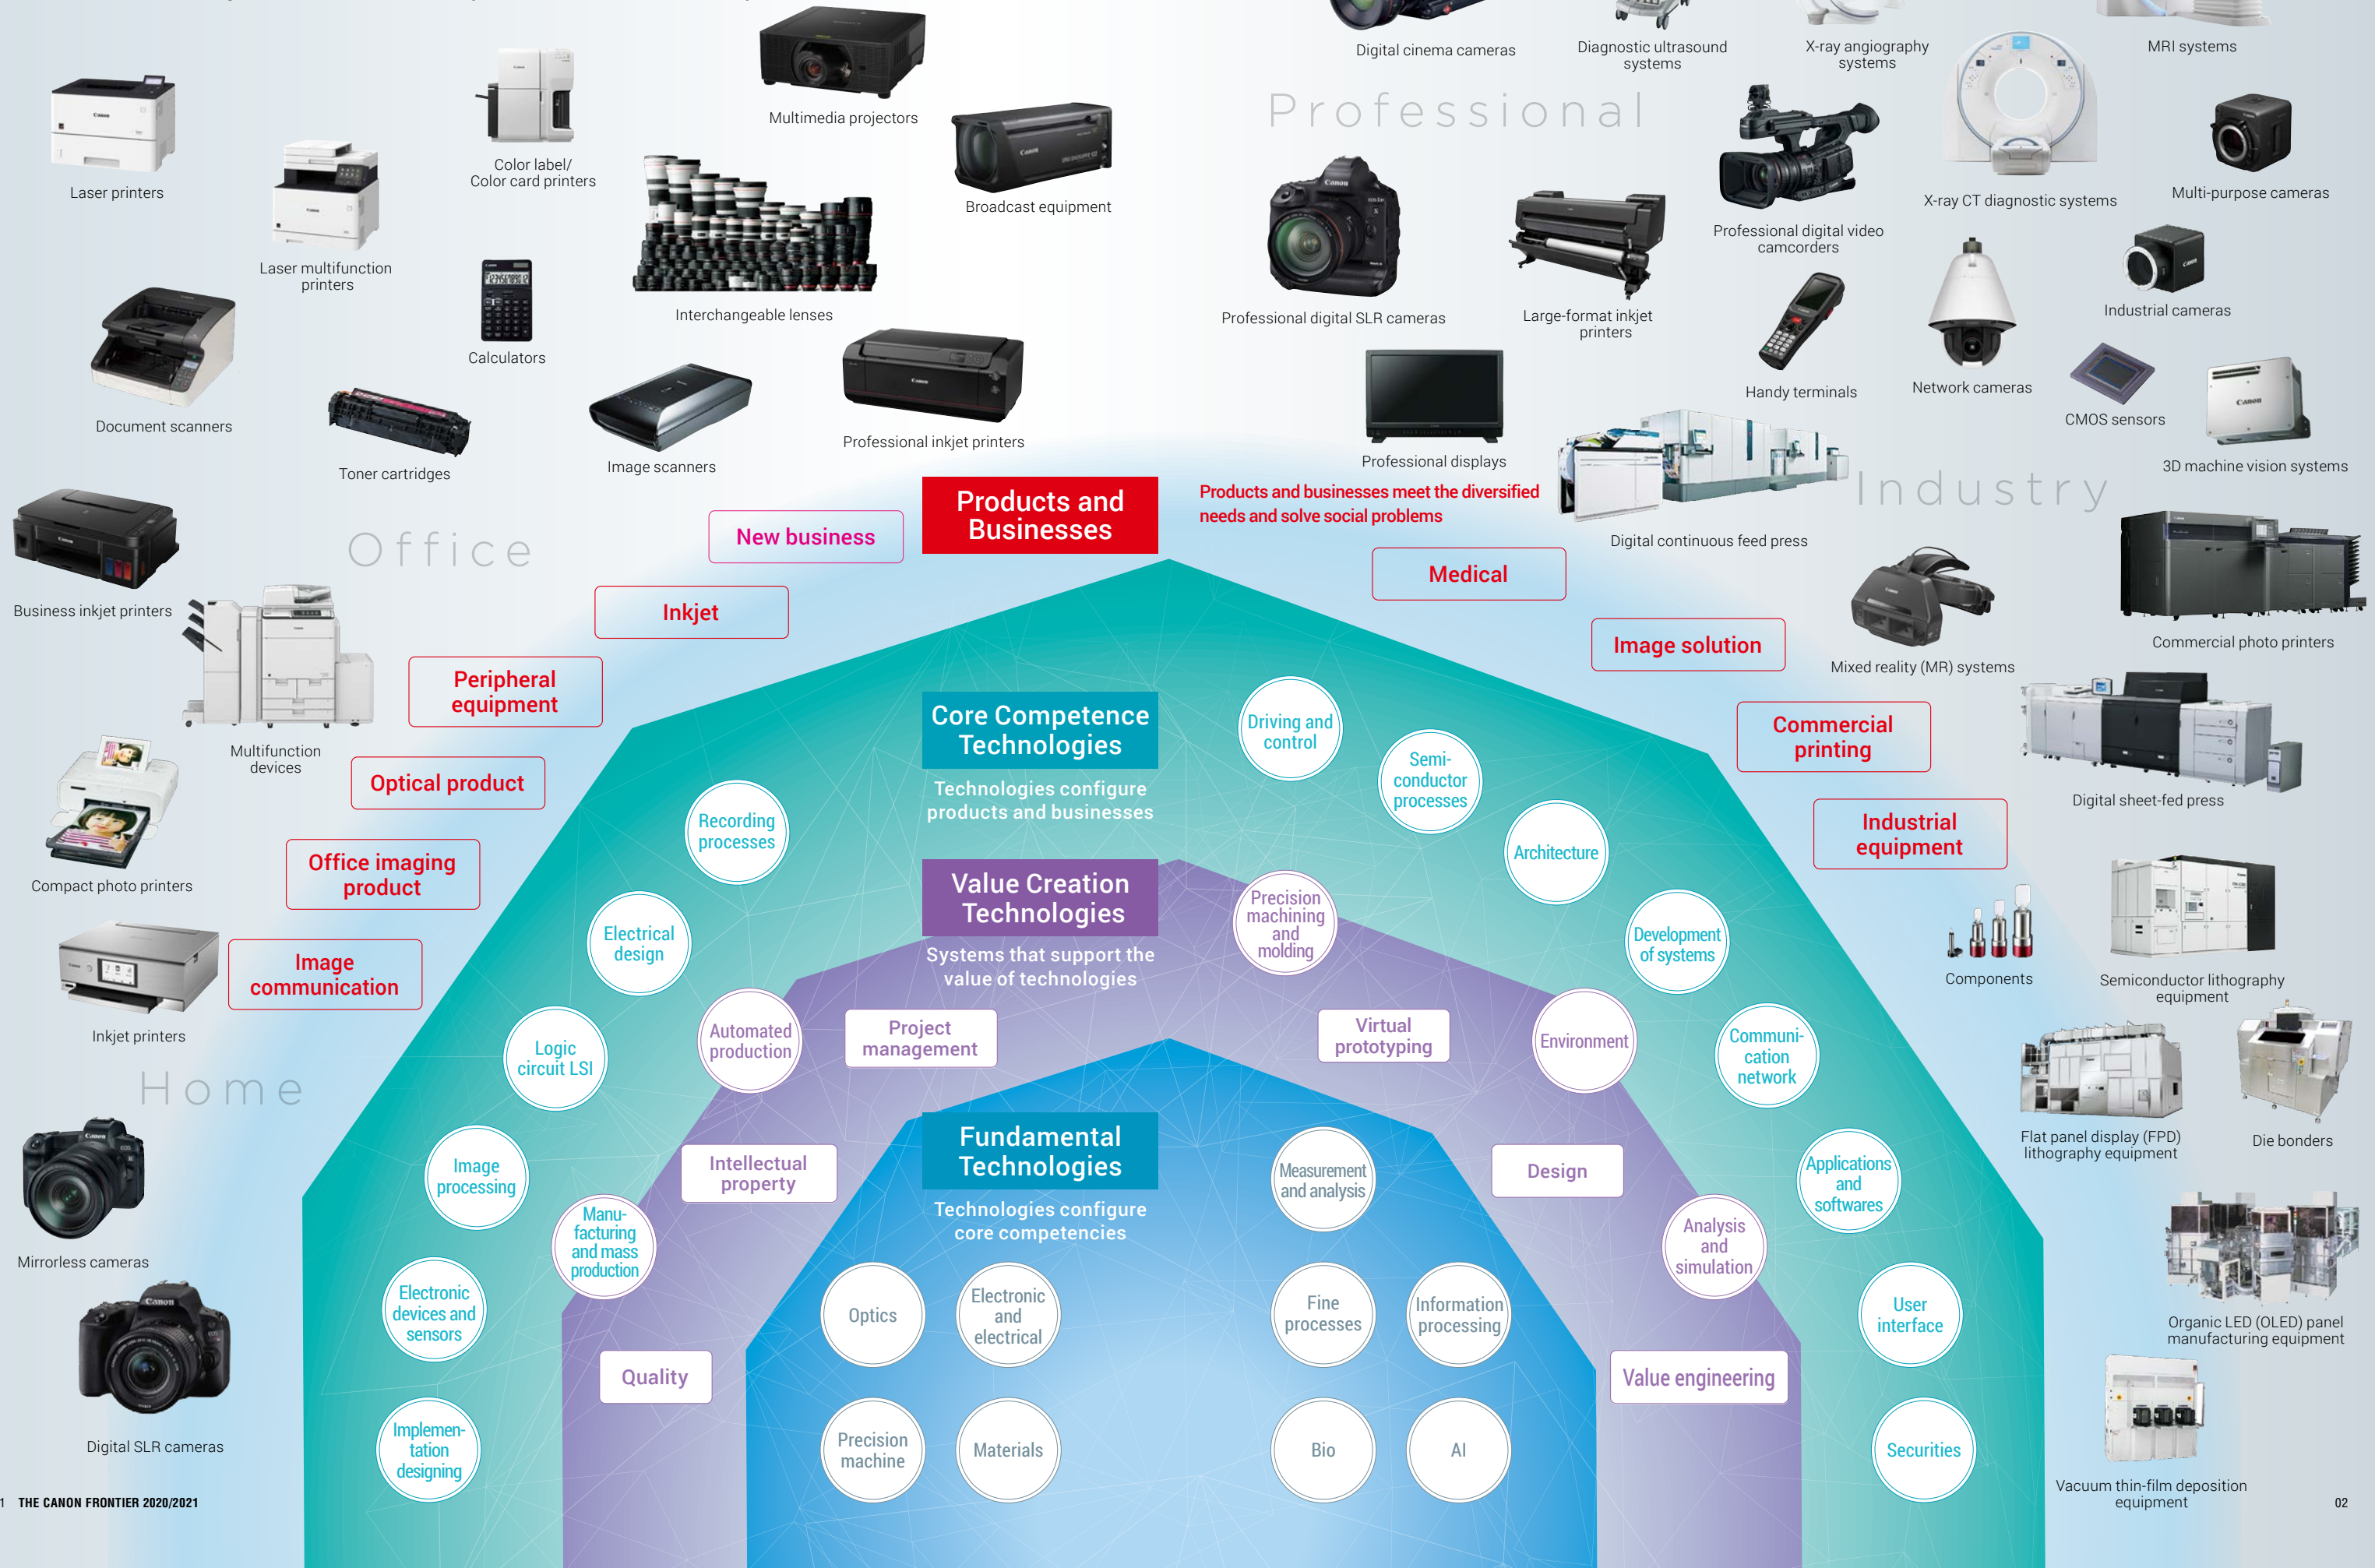 Digital cinema cameras
Diagnostic ultrasound
systems
X-ray angiography
systems
MRI systems
Multimedia projectors
Professional
Color label/
Color card printers
Laser printers
Broadcast equipment
X-ray CT diagnostic systems
Multi-purpose cameras
Professional digital video
camcorders
Laser multifunction
printers
Interchangeable lenses
Professional digital SLR cameras
Large-format inkjet
printers
Industrial cameras
Calculators
Handy terminals
Network cameras
CMOS sensors
Document scanners
Professional inkjet printers
Toner cartridges
Image scanners
Professional displays
3D machine vision systems
Industry
Products and
Businesses
Products and businesses meet the diversified
needs and solve social problems
New business
Office
Digital continuous feed press
Medical
Business inkjet printers
Inkjet
Image solution
Commercial photo printers
Mixed reality (MR) systems
Peripheral
equipment
Multifunction
devices
Core Competence
Technologies
Technologies configure
products and businesses
Driving and
control
Semi-
conductor
processes
Commercial
printing
Optical product
Digital sheet-fed press
Recording
processes
Architecture
Industrial
equipment
Office imaging
product
Compact photo printers
Value Creation
Technologies
Systems that support the
value of technologies
Precision
machining
and
molding
Electrical
design
Development
of systems
Image
communication
Components
Semiconductor lithography
equipment
Inkjet printers
Automated
production
Project
management
Virtual
prototyping
Environment
Logic
circuit LSI
Communi-
cation
network
Home
Fundamental
Technologies
Technologies configure
core competencies
Flat panel display (FPD)
lithography equipment
Die bonders
Image
processing
Intellectual
property
Measurement
and analysis
Design
Applications
and
softwares
Manu-
facturing
and mass
production
Analysis
and
simulation
Mirrorless cameras
Electronic
devices and
sensors
Optics
Electronic
and
electrical
Fine
processes
Information
processing
User
interface
Organic LED (OLED) panel
manufacturing equipment
Quality
Value engineering
Digital SLR cameras
Implemen-
tation
designing
Precision
machine
Materials
Bio
AI
Securities
Vacuum thin-film deposition
equipment
1 THE CANON FRONTIER 2020/2021
02